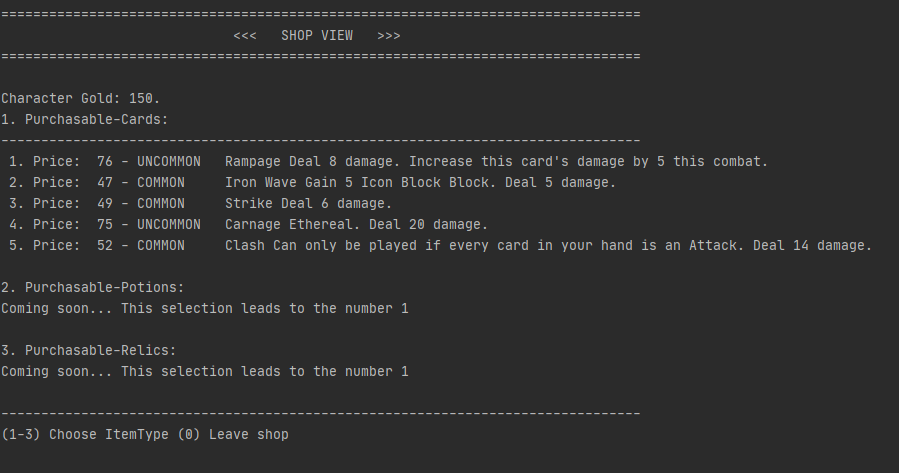 ================================================================================
<<<   SHOP VIEW   >>>
================================================================================
Character Gold: 150.
1. Purchasable-Cards:
--------------------------------------------------------------------------------
1. Price:  76 - UNCOMMON   Rampage Deal 8 damage. Increase this card's damage by 5 this combat.
2. Price:  47 - COMMON     Iron Wave Gain 5 Icon Block Block. Deal 5 damage.
3. Price:  49 - COMMON     Strike Deal 6 damage.
4. Price:  75 - UNCOMMON   Carnage Ethereal. Deal 20 damage.
5. Price:  52 - COMMON     Clash Can only be played if every card in your hand is an Attack. Deal 14 damage.
2. Purchasable-Potions:
Coming soon... This selection leads to the number 1
3. Purchasable-Relics:
Coming soon... This selection leads to the number 1
--------------------------------------------------------------------------------
(1-3) Choose ItemType (0) Leave shop